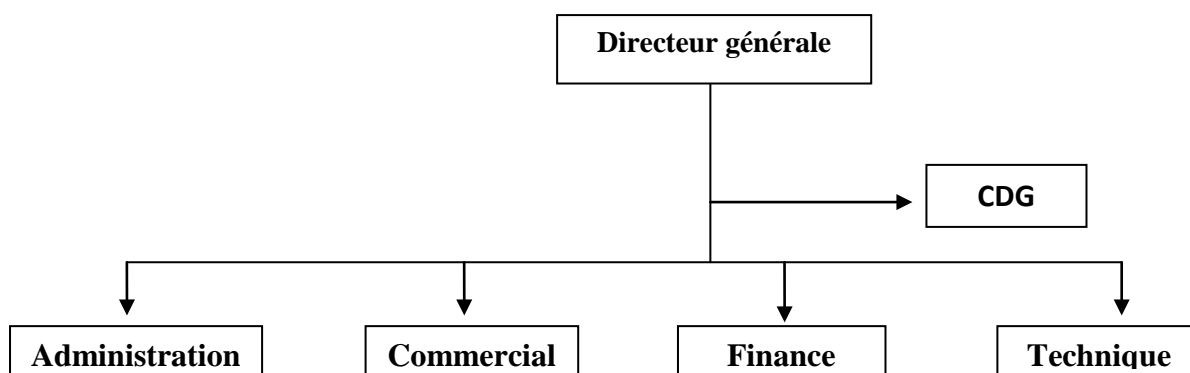 Directeur générale
CDG
Administration
Commercial
Finance
Technique